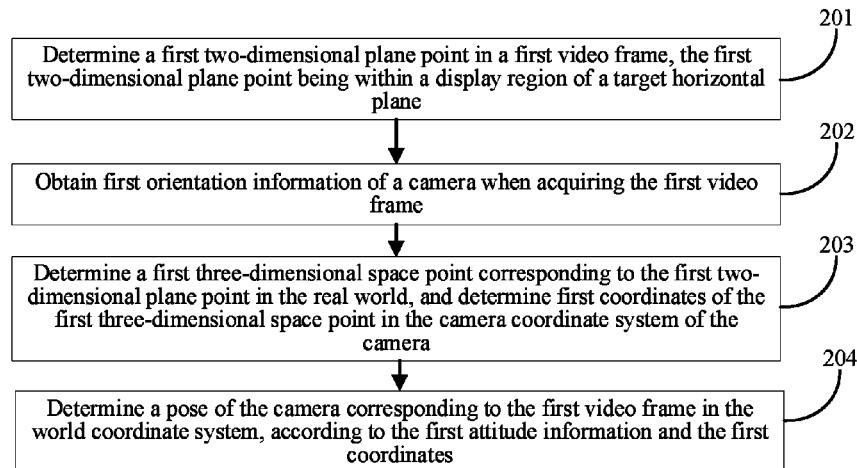 201
Determine a first two-dimensional plane point in a first video frame, the first
two-dimensional plane point being within a display region of a target horizontal
plane
202
Obtain first orientation information of a camera when acquiring the first video
frame
203
Determine a first three-dimensional space point corresponding to the first two-
dimensional plane point in the real world, and determine first coordinates of the
first three-dimensional space point in the camera coordinate system of the
camera
204
Determine a pose of the camera corresponding to the first video frame in the
world coordinate system, according to the first attitude information and the first
coordinates